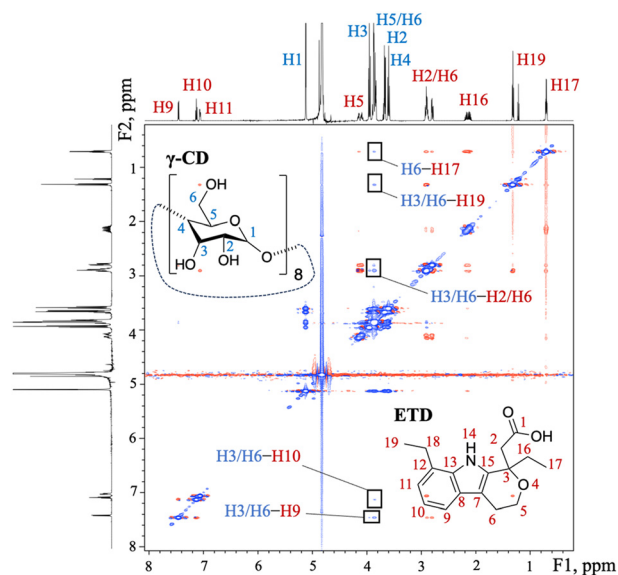 H5/H6
H3
H2
H1
H4
H19
H10
H2/H6
H17
H9
H11
H5
H16
F2, ppm
γ-CD
OH
6
5
4
1
3
2
HO
OH
O
O
8
H6–H17
H3/H6–H19
H3/H6–H2/H6
1
2
3
4
5
6
7
8
ETD
H3/H6–H10
H3/H6–H9
O
1
OH
2
14
19
18
NH
16
12
13
15
3
17
11
O
4
10
8
7
9
6
5
8 7 6 5 4 3 2 1
F1, ppm